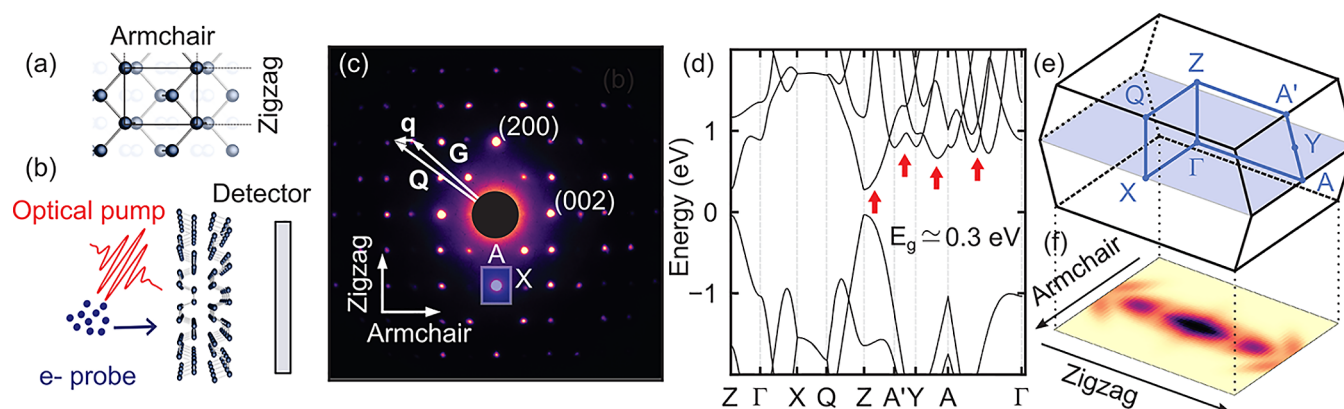 (a)
Armchair
Zigzag
(b)
Optical pump
Detector
e- probe
(c)
(b)
q
G
Q
(200)
(002)
A
X
Zigzag
Armchair
(d)
Energy (eV)
1
0
−1
E_g ≃ 0.3 eV
Z Γ X Q Z A' Y A Γ
(e)
Z
Q
A'
Y
Γ
X
A
(f)
Armchair
Zigzag